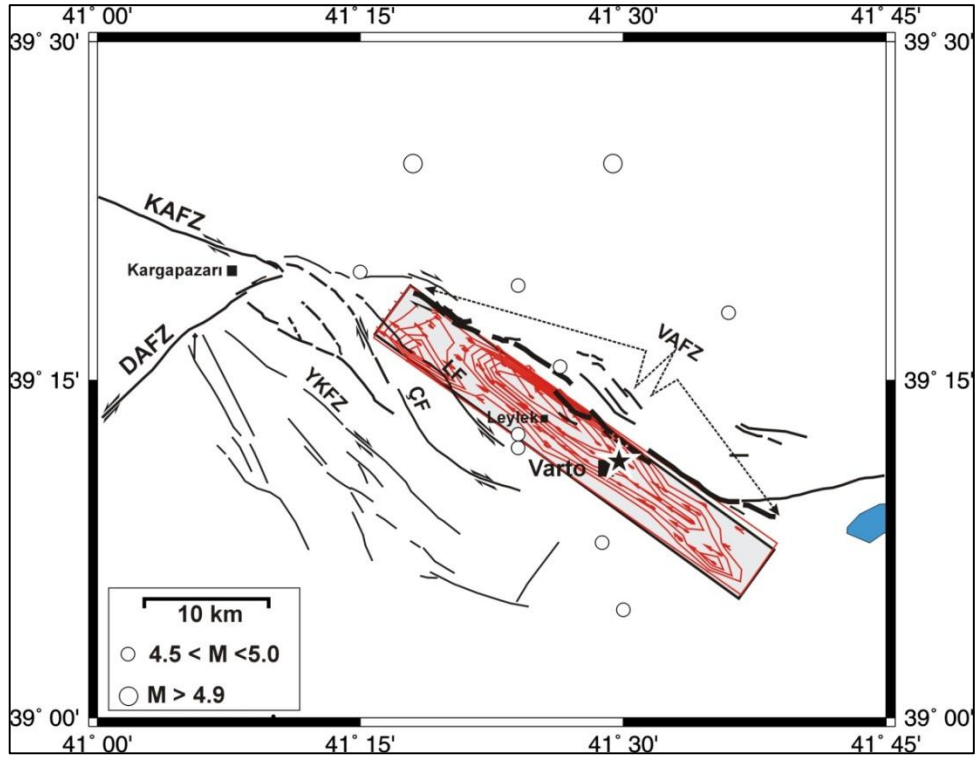 41° 00'
41° 15'
41° 30'
41° 45'
39° 30'
39° 30'
KAFZ
Kargapazarı
DAFZ
VAFZ
39° 15'
39° 15'
YKFZ
LF
ÇF
Leylek
Varto
10 km
4.5 < M <5.0
M > 4.9
39° 00'
39° 00'
41° 00'
41° 15'
41° 30'
41° 45'